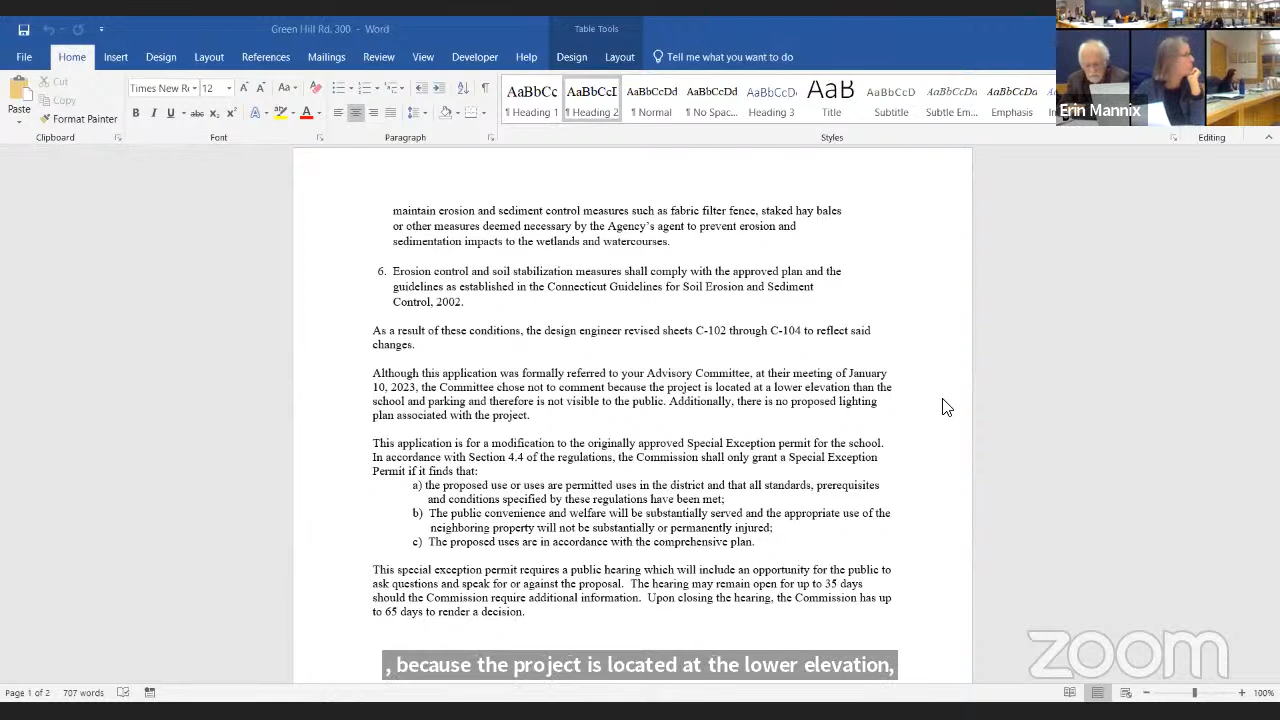 Green Hill Rd. 300 - Word
Table Tools
File Home Insert Design Layout References Mailings Review View Developer Help Design Layout Tell me what you want to do
Paste
Cut
Copy
Format Painter
Times New Ro 12
AaBbCc AaBbCcI AaBbCcDd AaBbCcDd AaBbCcD AaB AaBbCcD AaBbCcDd AaBbCcDd
¶ Heading 1 ¶ Heading 2 ¶ Normal ¶ No Spac... Heading 3 Title Subtitle Subtle Em... Emphasis
Clipboard Font Paragraph Styles Editing
Erin Mannix
maintain erosion and sediment control measures such as fabric filter fence, staked hay bales
or other measures deemed necessary by the Agency's agent to prevent erosion and
sedimentation impacts to the wetlands and watercourses.
6. Erosion control and soil stabilization measures shall comply with the approved plan and the
guidelines as established in the Connecticut Guidelines for Soil Erosion and Sediment
Control, 2002.
As a result of these conditions, the design engineer revised sheets C-102 through C-104 to reflect said
changes.
Although this application was formally referred to your Advisory Committee, at their meeting of January
10, 2023, the Committee chose not to comment because the project is located at a lower elevation than the
school and parking and therefore is not visible to the public. Additionally, there is no proposed lighting
plan associated with the project.
This application is for a modification to the originally approved Special Exception permit for the school.
In accordance with Section 4.4 of the regulations, the Commission shall only grant a Special Exception
Permit if it finds that:
a) the proposed use or uses are permitted uses in the district and that all standards, prerequisites
and conditions specified by these regulations have been met;
b) The public convenience and welfare will be substantially served and the appropriate use of the
neighboring property will not be substantially or permanently injured;
c) The proposed uses are in accordance with the comprehensive plan.
This special exception permit requires a public hearing which will include an opportunity for the public to
ask questions and speak for or against the proposal. The hearing may remain open for up to 35 days
should the Commission require additional information. Upon closing the hearing, the Commission has up
to 65 days to render a decision.
zoom
, because the project is located at the lower elevation,
Page 1 of 2 707 words 100%